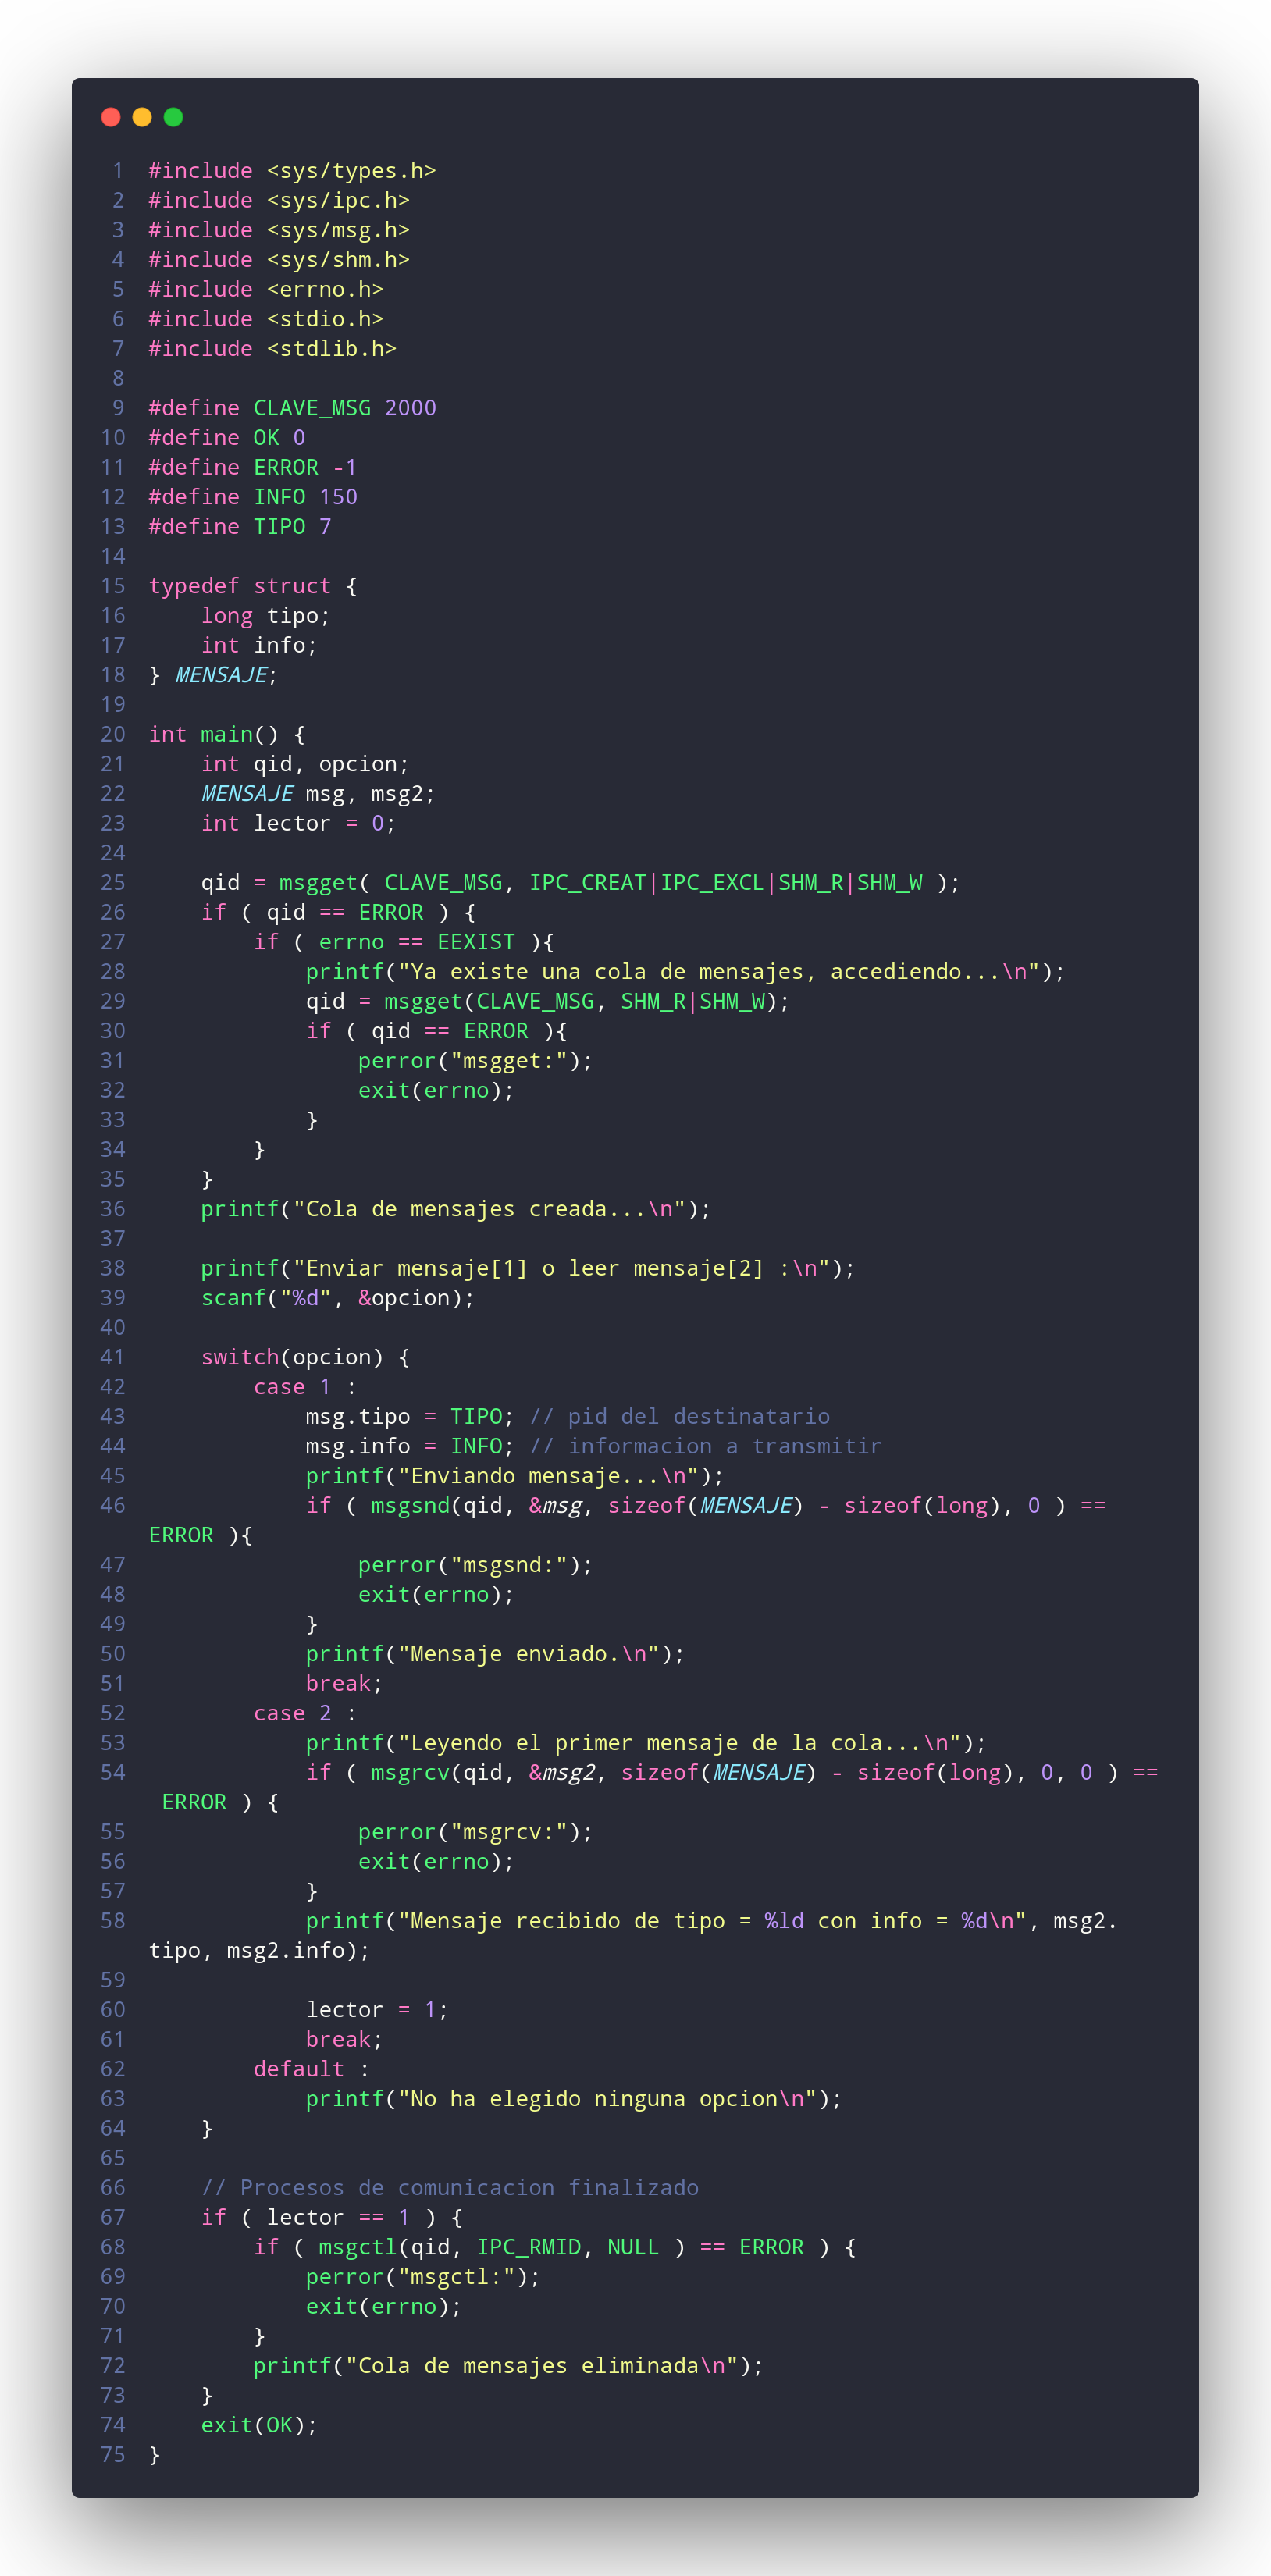 1 #include <sys/types.h>
2 #include <sys/ipc.h>
3 #include <sys/msg.h>
4 #include <sys/shm.h>
5 #include <errno.h>
6 #include <stdio.h>
7 #include <stdlib.h>
8
9 #define CLAVE_MSG 2000
10 #define OK 0
11 #define ERROR -1
12 #define INFO 150
13 #define TIPO 7
14
15 typedef struct {
16     long tipo;
17     int info;
18 } MENSAJE;
19
20 int main() {
21     int qid, opcion;
22     MENSAJE msg, msg2;
23     int lector = 0;
24
25     qid = msgget( CLAVE_MSG, IPC_CREAT|IPC_EXCL|SHM_R|SHM_W );
26     if ( qid == ERROR ) {
27         if ( errno == EEXIST ){
28             printf("Ya existe una cola de mensajes, accediendo...\n");
29             qid = msgget(CLAVE_MSG, SHM_R|SHM_W);
30             if ( qid == ERROR ){
31                 perror("msgget:");
32                 exit(errno);
33             }
34         }
35     }
36     printf("Cola de mensajes creada...\n");
37
38     printf("Enviar mensaje[1] o leer mensaje[2] :\n");
39     scanf("%d", &opcion);
40
41     switch(opcion) {
42         case 1 :
43             msg.tipo = TIPO; // pid del destinatario
44             msg.info = INFO; // informacion a transmitir
45             printf("Enviando mensaje...\n");
46             if ( msgsnd(qid, &msg, sizeof(MENSAJE) - sizeof(long), 0 ) ==
ERROR ){
47                 perror("msgsnd:");
48                 exit(errno);
49             }
50             printf("Mensaje enviado.\n");
51             break;
52         case 2 :
53             printf("Leyendo el primer mensaje de la cola...\n");
54             if ( msgrcv(qid, &msg2, sizeof(MENSAJE) - sizeof(long), 0, 0 ) ==
 ERROR ) {
55                 perror("msgrcv:");
56                 exit(errno);
57             }
58             printf("Mensaje recibido de tipo = %ld con info = %d\n", msg2.
tipo, msg2.info);
59
60             lector = 1;
61             break;
62         default :
63             printf("No ha elegido ninguna opcion\n");
64     }
65
66     // Procesos de comunicacion finalizado
67     if ( lector == 1 ) {
68         if ( msgctl(qid, IPC_RMID, NULL ) == ERROR ) {
69             perror("msgctl:");
70             exit(errno);
71         }
72         printf("Cola de mensajes eliminada\n");
73     }
74     exit(OK);
75 }